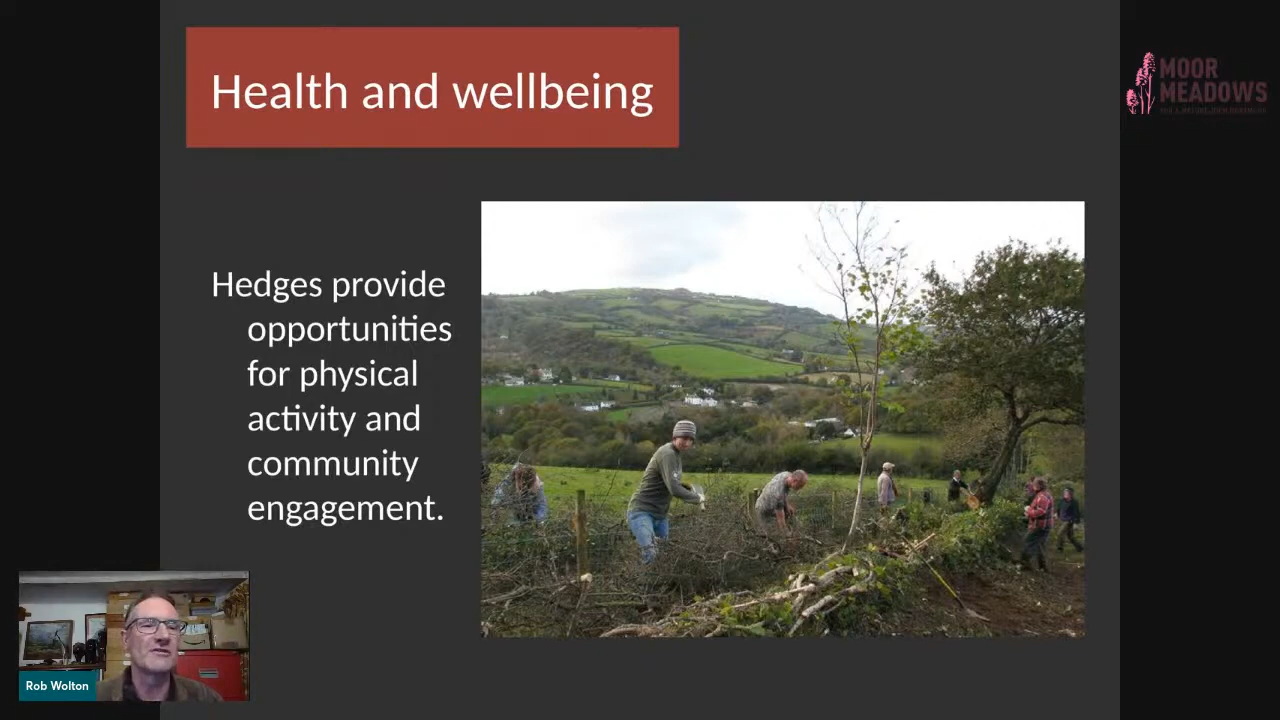 Health and wellbeing
MOOR
MEADOWS
Hedges provide
opportunities
for physical
activity and
community
engagement.
Rob Wolton